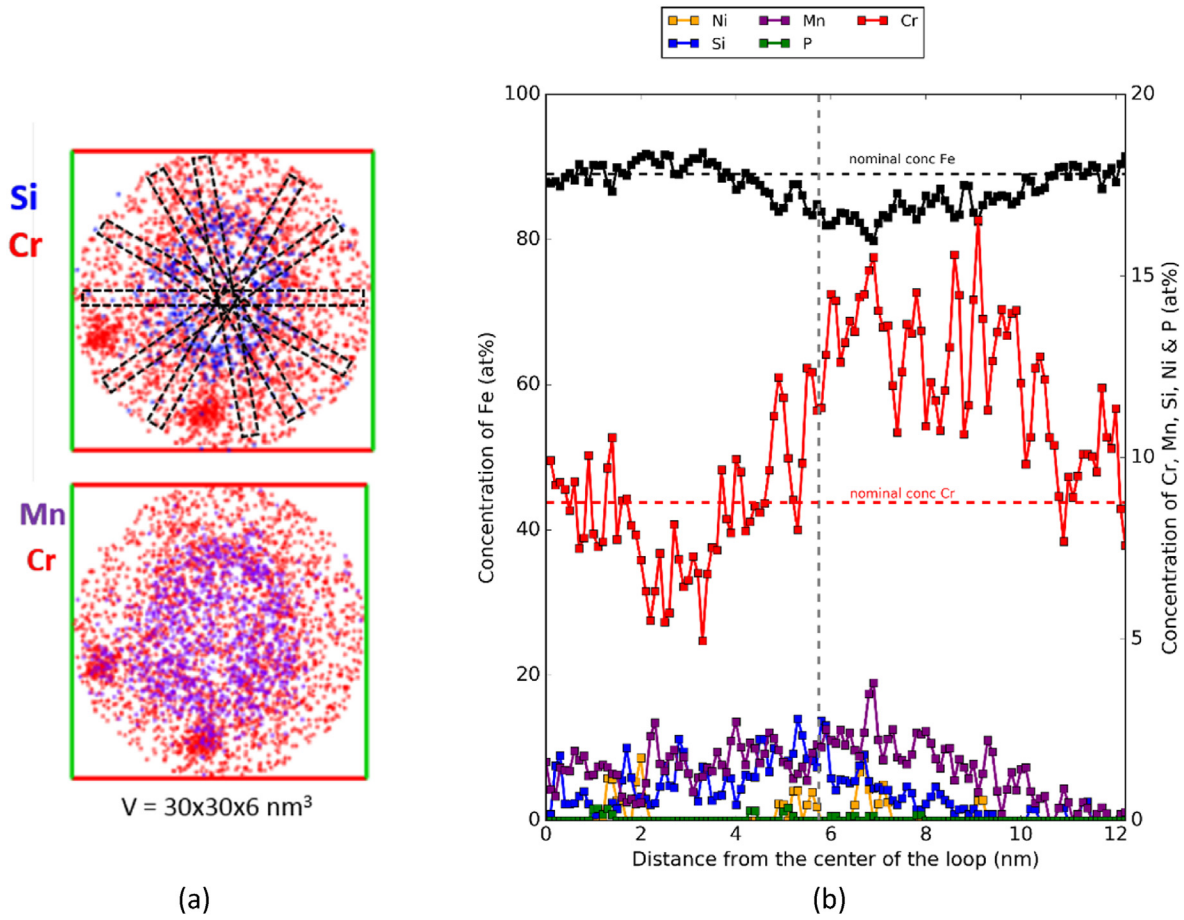 Ni Mn Cr
Si P
Si
Cr
Mn
Cr
V = 30x30x6 nm³
(a)
Concentration of Fe (at%)
100
80
60
40
20
0
nominal conc Fe
nominal conc Cr
20
15
10
5
0
Concentration of Cr, Mn, Si, Ni & P (at%)
0 2 4 6 8 10 12
Distance from the center of the loop (nm)
(b)